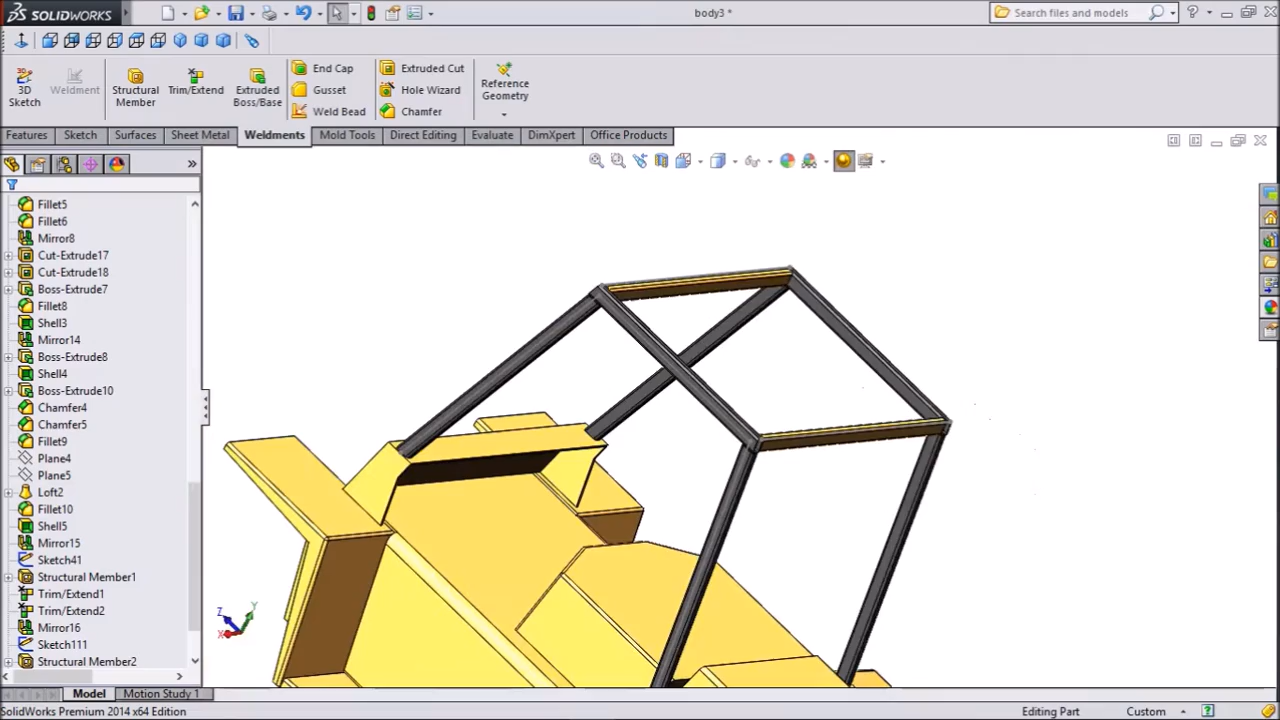 SOLIDWORKS
body3 *
Search files and models
3D Sketch
Weldment
Structural Member
Trim/Extend
Extruded Boss/Base
End Cap
Gusset
Weld Bead
Extruded Cut
Hole Wizard
Chamfer
Reference Geometry
Features Sketch Surfaces Sheet Metal Weldments Mold Tools Direct Editing Evaluate DimXpert Office Products
Fillet5
Fillet6
Mirror8
Cut-Extrude17
Cut-Extrude18
Boss-Extrude7
Fillet8
Shell3
Mirror14
Boss-Extrude8
Shell4
Boss-Extrude10
Chamfer4
Chamfer5
Fillet9
Plane4
Plane5
Loft2
Fillet10
Shell5
Mirror15
Sketch41
Structural Member1
Trim/Extend1
Trim/Extend2
Mirror16
Sketch111
Structural Member2
Z Y X
Model Motion Study 1
SolidWorks Premium 2014 x64 Edition Editing Part Custom